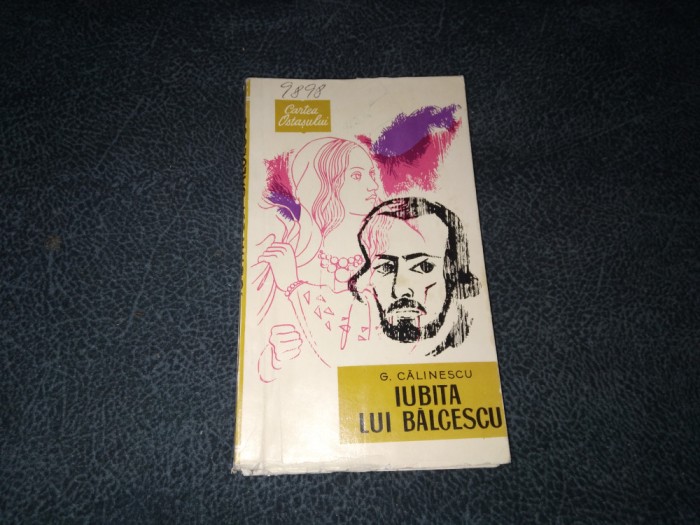 9898
Cartea
Ostașului
G. CĂLINESCU
IUBITA
LUI BĂLCESCU